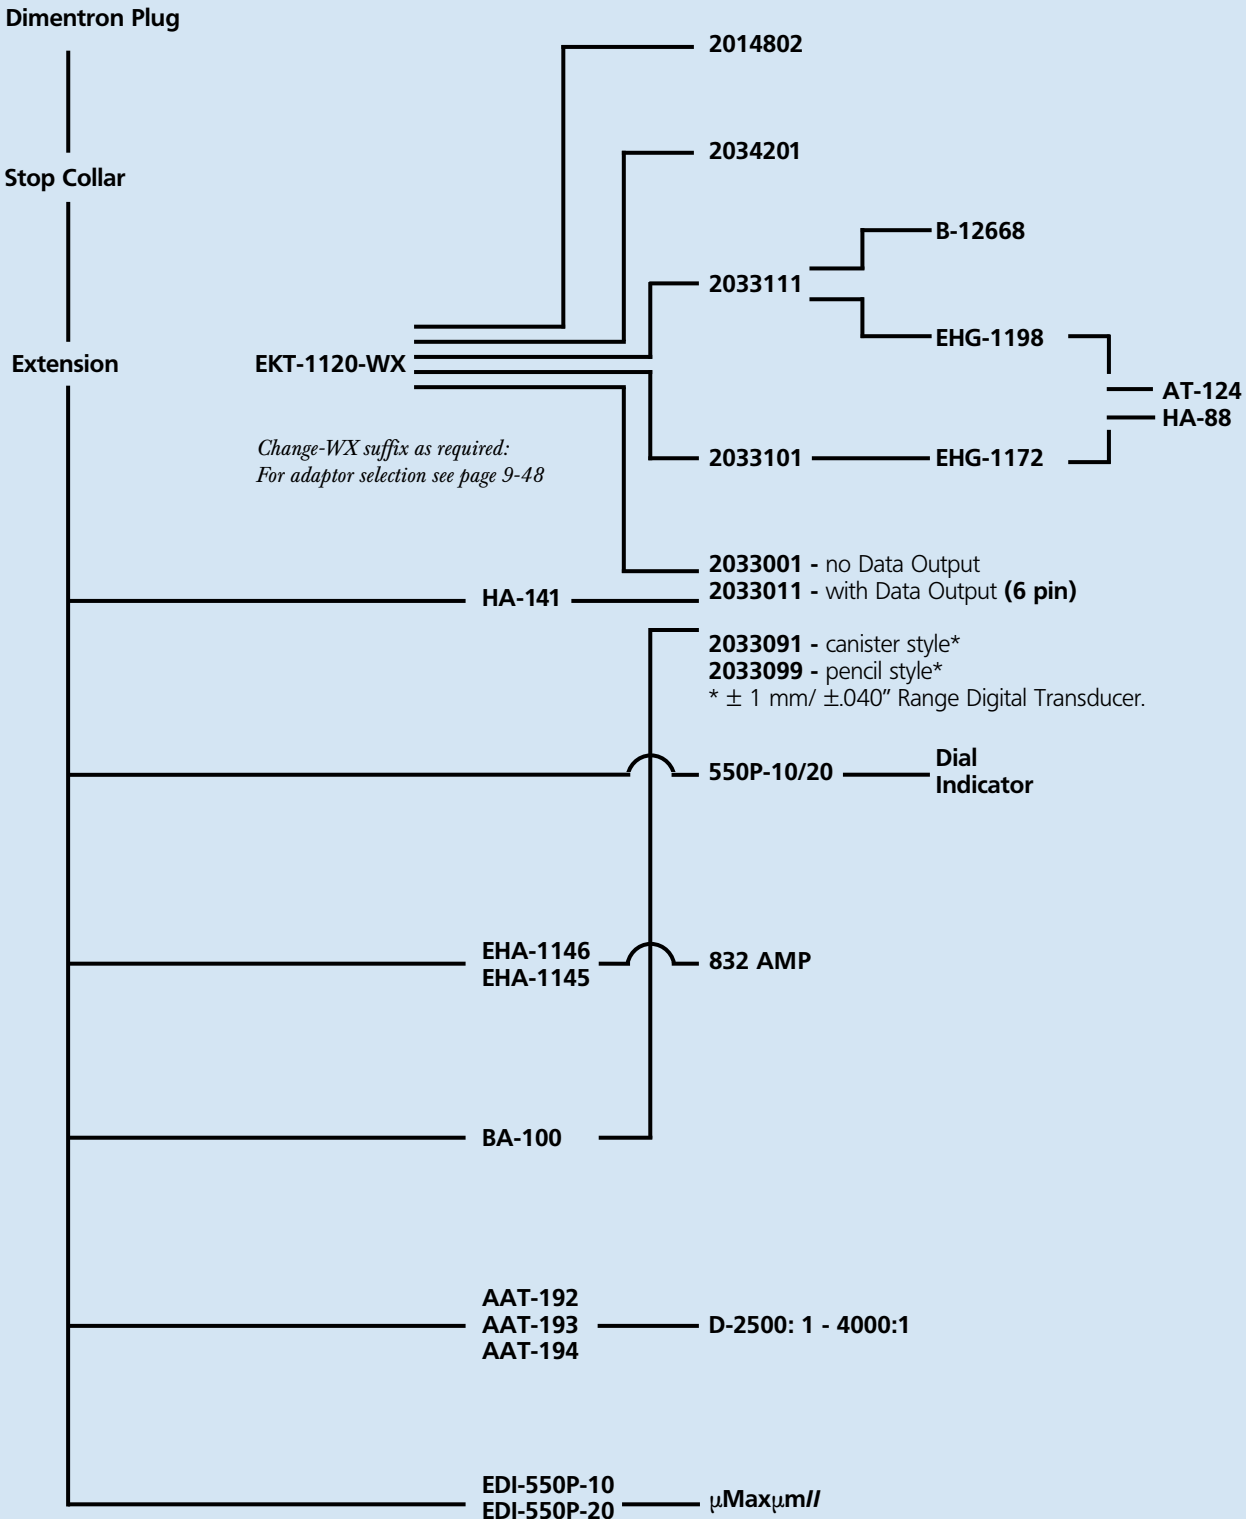 Dimentron Plug
2014802
2034201
Stop Collar
B-12668
2033111
EHG-1198
Extension
EKT-1120-WX
AT-124
HA-88
Change-WX suffix as required:
For adaptor selection see page 9-48
2033101
EHG-1172
2033001 - no Data Output
2033011 - with Data Output (6 pin)
HA-141
2033091 - canister style*
2033099 - pencil style*
* ± 1 mm/ ±.040” Range Digital Transducer.
550P-10/20
Dial
Indicator
EHA-1146
EHA-1145
832 AMP
BA-100
AAT-192
AAT-193
AAT-194
D-2500: 1 - 4000:1
EDI-550P-10
EDI-550P-20
μMaxμmII